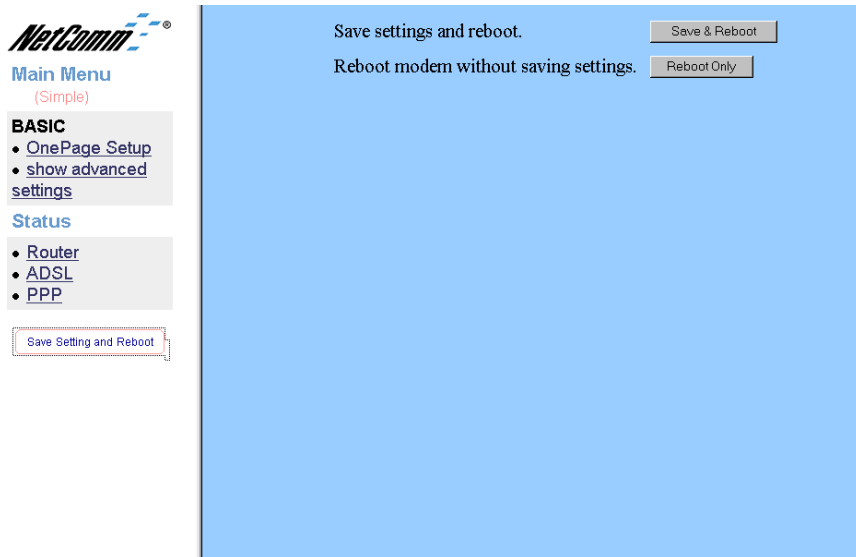 NetComm®
Main Menu
(Simple)
BASIC
• OnePage Setup
• show advanced
settings
Status
• Router
• ADSL
• PPP
Save Setting and Reboot
Save settings and reboot. Save & Reboot
Reboot modem without saving settings. Reboot Only